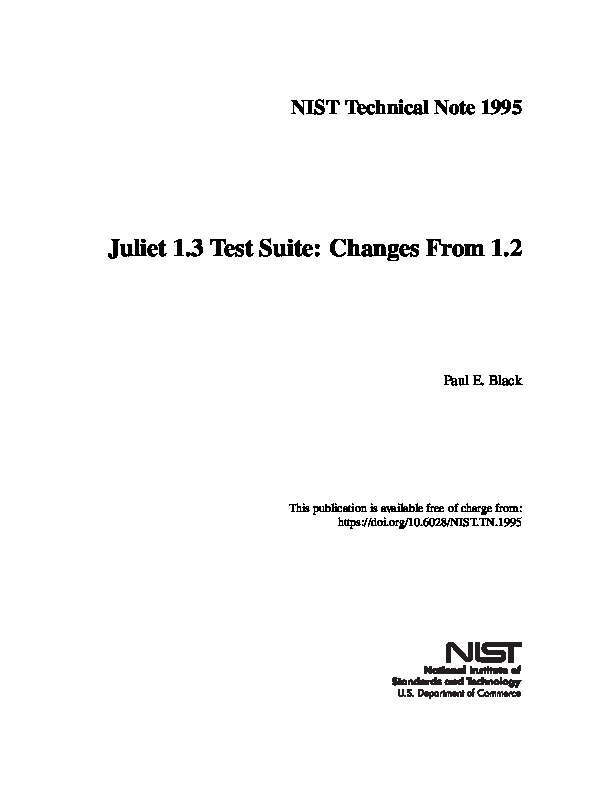 NIST Technical Note 1995
Juliet 1.3 Test Suite: Changes From 1.2
Paul E. Black
This publication is available free of charge from:
https://doi.org/10.6028/NIST.TN.1995
NIST
National Institute of
Standards and Technology
U.S. Department of Commerce